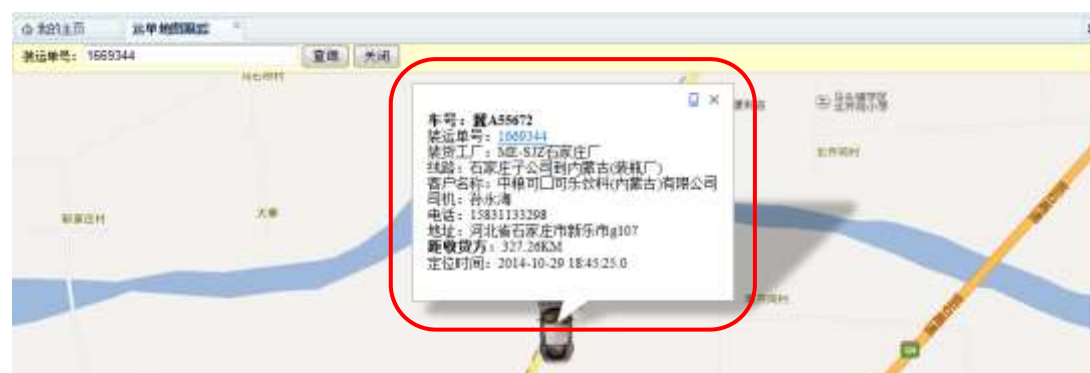 我的主页 运单地图跟踪
装运单号: 1669344 查询 关闭
车号：冀A55672
装运单号：1669344
装货工厂：ME-SJZ石家庄厂
线路：石家庄子公司到内蒙古(装瓶厂)
客户名称：中粮可口可乐饮料(内蒙古)有限公司
司机：孙永海
电话：15831133298
地址：河北省石家庄市新乐市g107
距收货方：327.26KM
定位时间：2014-10-29 18:45:25.0